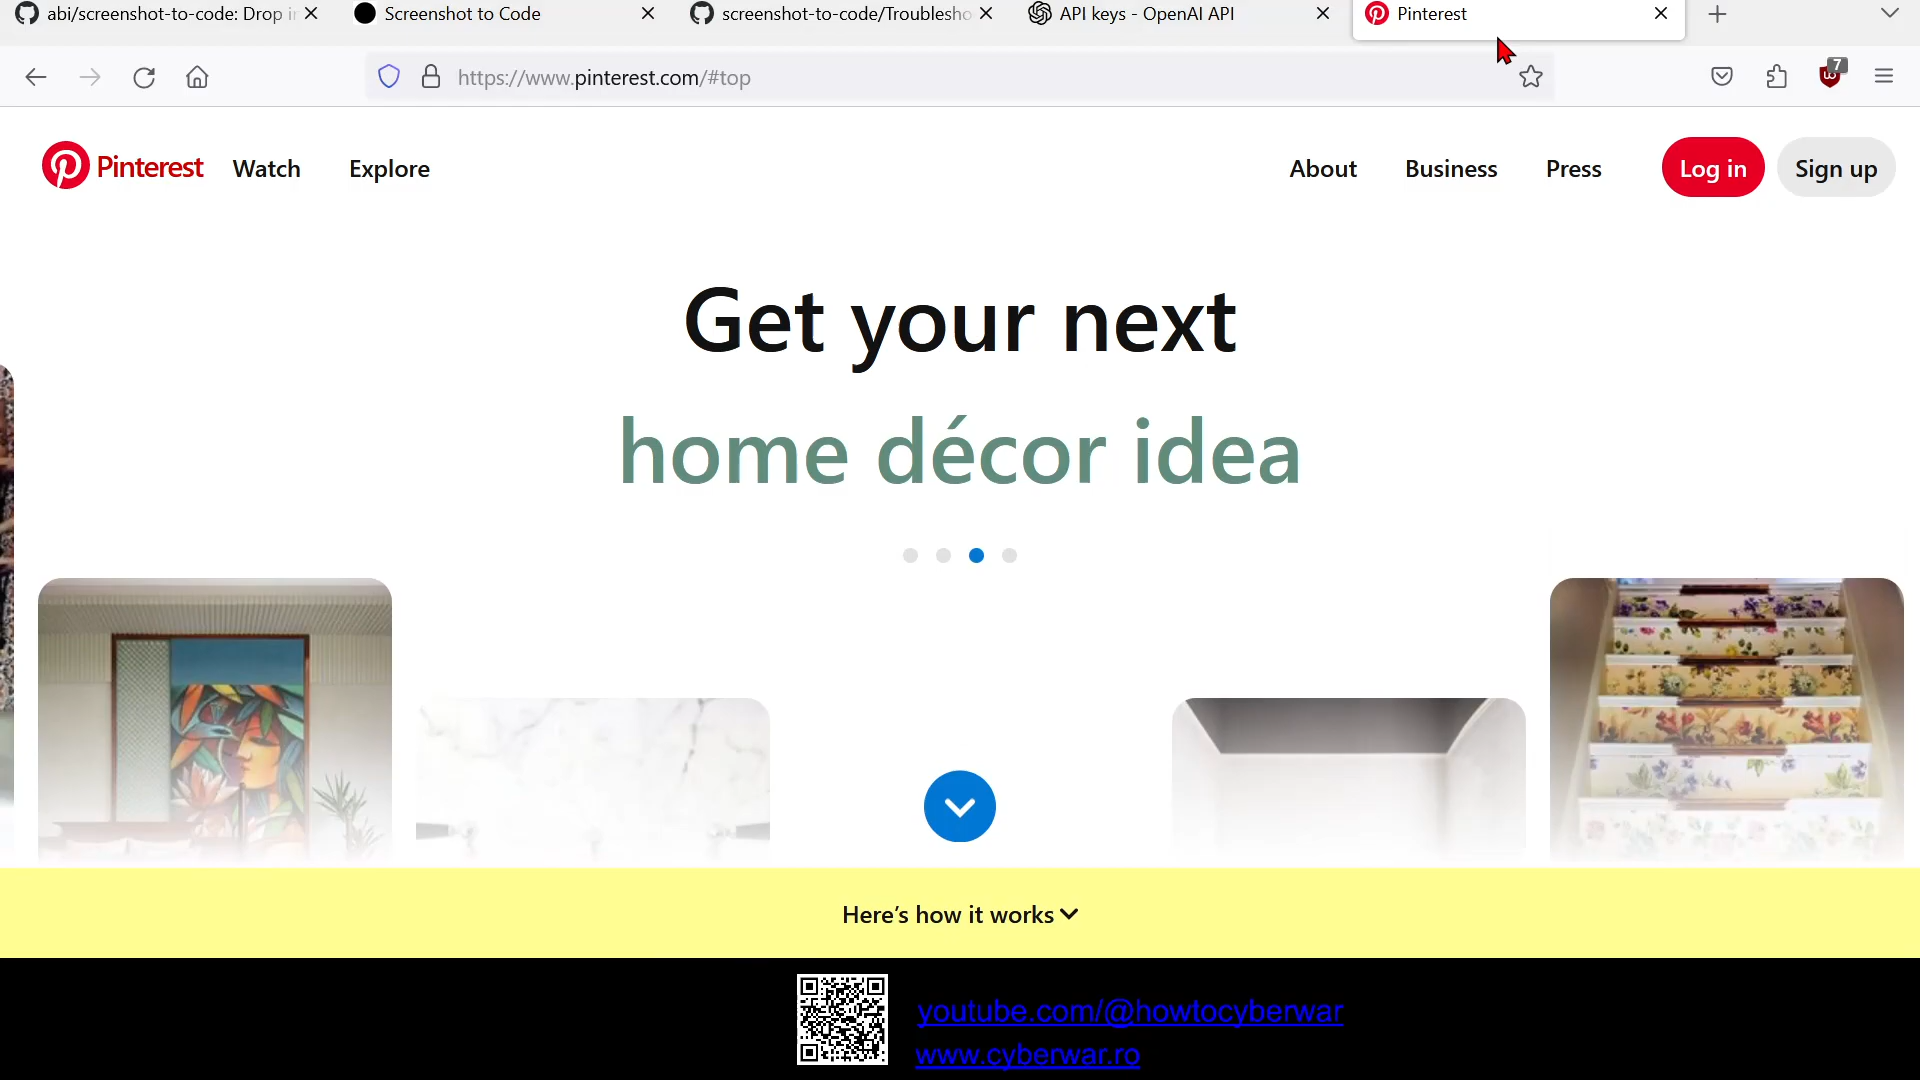 abi/screenshot-to-code: Drop in
Screenshot to Code
screenshot-to-code/Troublesho
API keys - OpenAI API
Pinterest
https://www.pinterest.com/#top
7
Pinterest
Watch
Explore
About
Business
Press
Log in
Sign up
Get your next
home décor idea
Here’s how it works
youtube.com/@howtocyberwar
www.cyberwar.ro